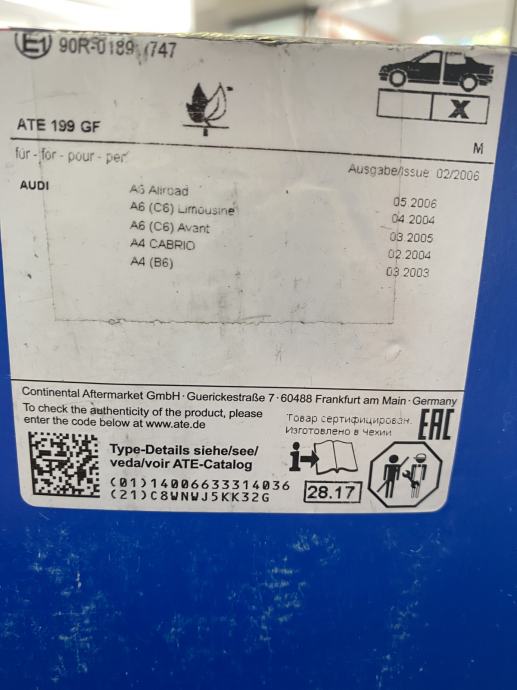 E1 90R-0189 /747
ATE 199 GF
X
M
für - for - pour - per
Ausgabe/Issue 02/2006
AUDI A6 Allroad 05.2006
A6 (C6) Limousine 04.2004
A6 (C6) Avant 03.2005
A4 CABRIO 02.2004
A4 (B6) 03.2003
Continental Aftermarket GmbH · Guerickestraße 7 · 60488 Frankfurt am Main · Germany
To check the authenticity of the product, please
enter the code below at www.ate.de
Товар сертифицирован.
Изготовлено в Чехии
EAC
Type-Details siehe/see/
veda/voir ATE-Catalog
(01)14006633314036
(21)C8WNWJ5KK32G
28.17